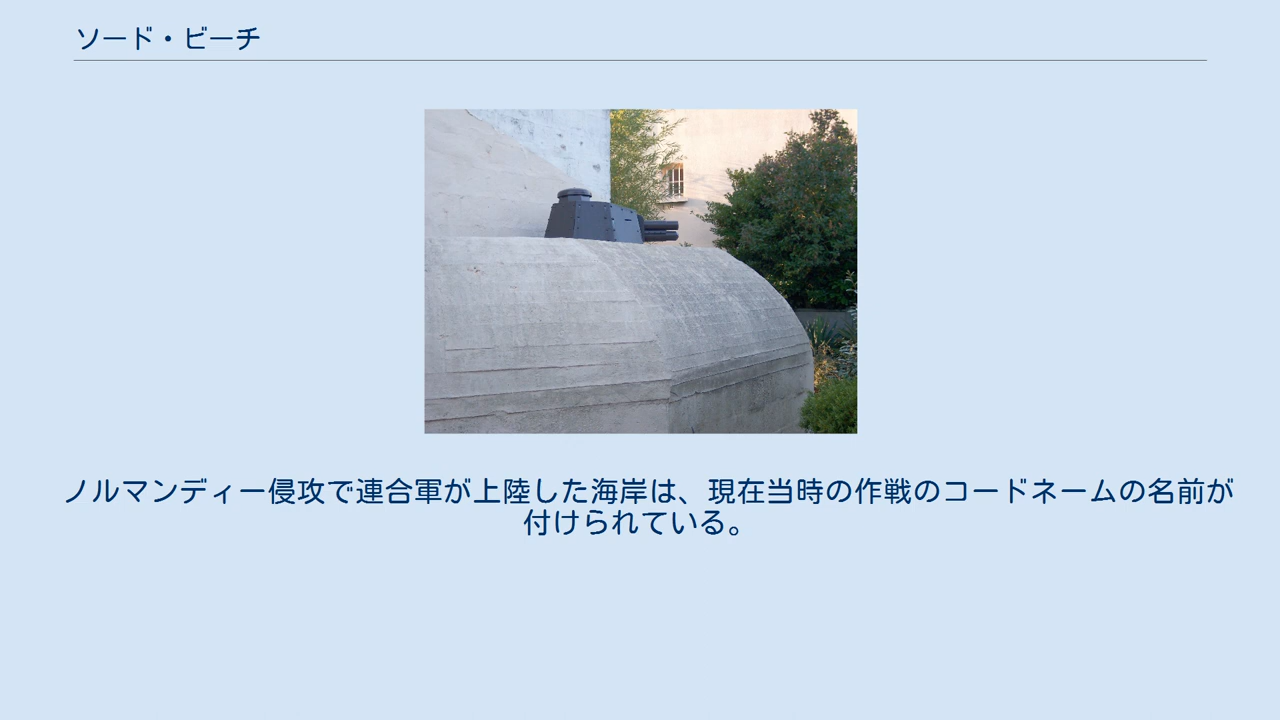 ソード・ビーチ
ノルマンディー侵攻で連合軍が上陸した海岸は、現在当時の作戦のコードネームの名前が
付けられている。